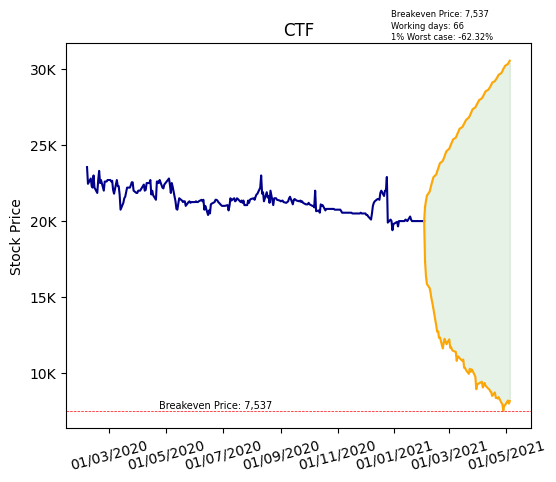 Breakeven Price: 7,537
Working days: 66
1% Worst case: -62.32%
CTF
30K
25K
20K
15K
10K
Stock Price
Breakeven Price: 7,537
01/03/2020
01/05/2020
01/07/2020
01/09/2020
01/11/2020
01/01/2021
01/03/2021
01/05/2021